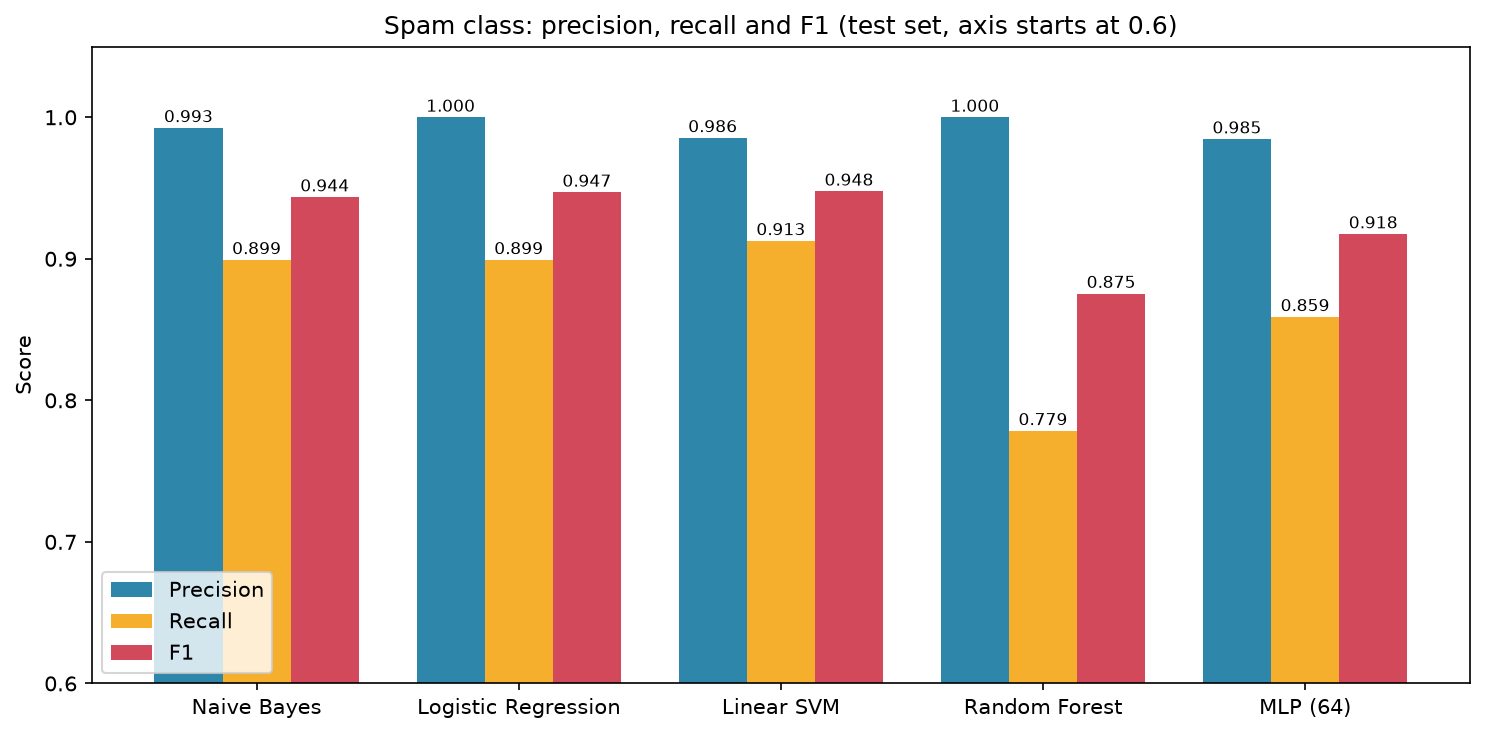 Spam class: precision, recall and F1 (test set, axis starts at 0.6)
Score
1.0
0.9
0.8
0.7
0.6
0.993
0.899
0.944
1.000
0.899
0.947
0.986
0.913
0.948
1.000
0.779
0.875
0.985
0.859
0.918
Precision
Recall
F1
Naive Bayes
Logistic Regression
Linear SVM
Random Forest
MLP (64)